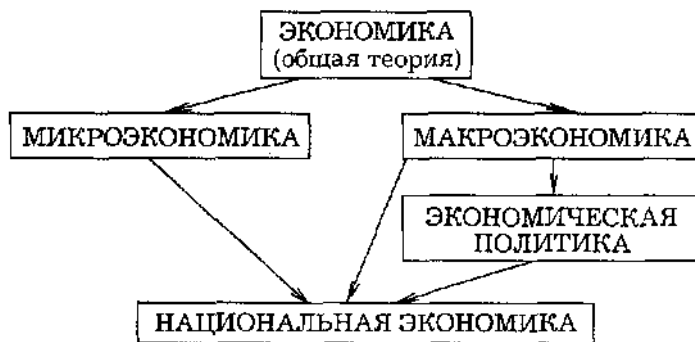 ЭКОНОМИКА
(общая теория)
МИКРОЭКОНОМИКА
МАКРОЭКОНОМИКА
ЭКОНОМИЧЕСКАЯ
ПОЛИТИКА
НАЦИОНАЛЬНАЯ ЭКОНОМИКА